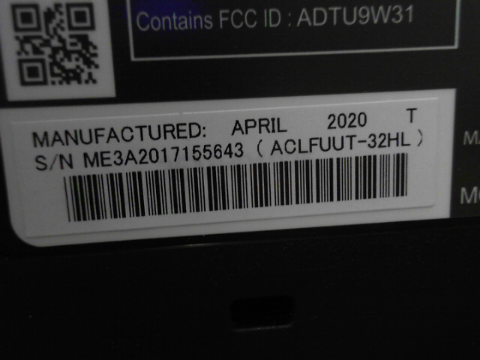 Contains FCC ID : ADTU9W31
MANUFACTURED: APRIL 2020 T
S/N ME3A2017155643 ( ACLFUUT-32HL )